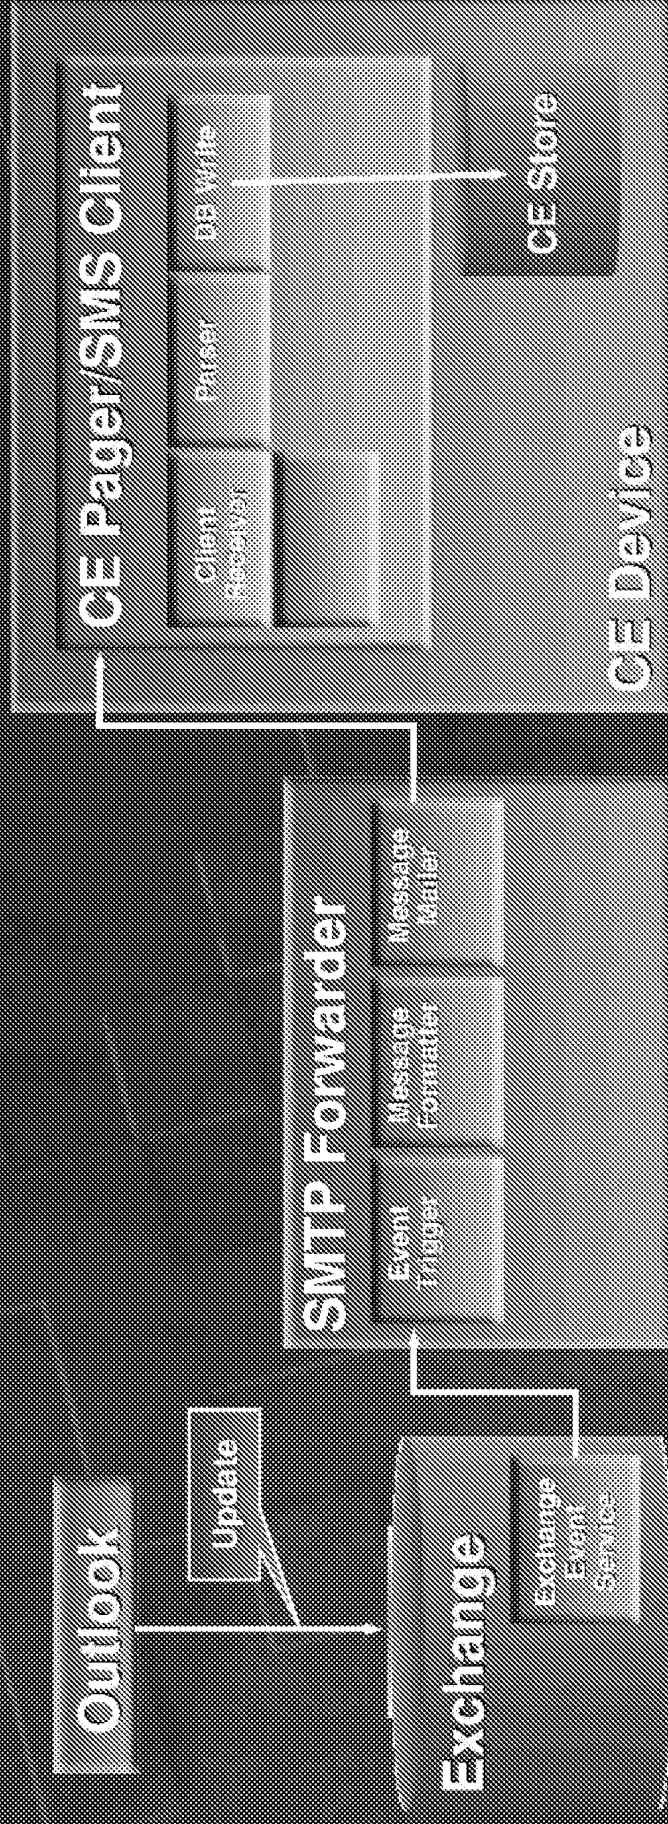 Outlook
Update
Exchange
Exchange
Event
Service
SMTP Forwarder
Event
Trigger
Message
Formatter
Message
Mailer
CE Pager/SMS Client
Client
Receiver
Parser
DB Write
CE Store
CE Device